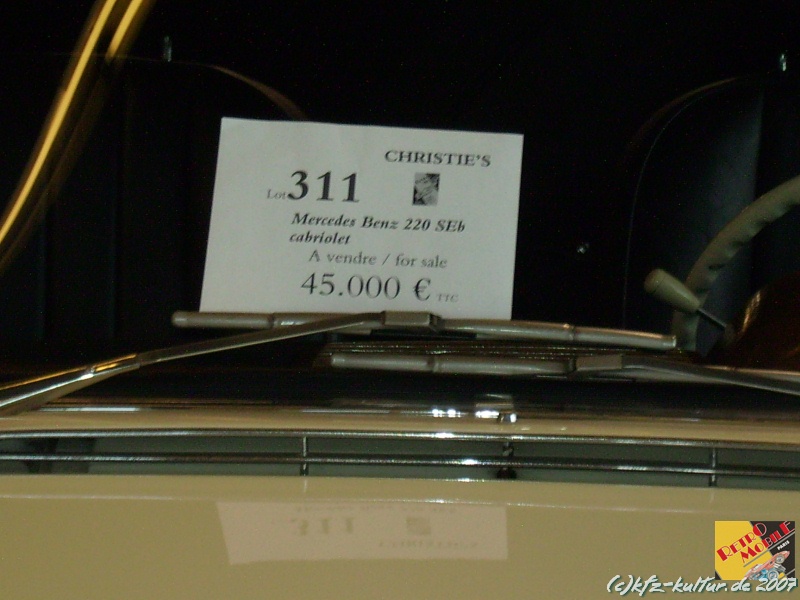 CHRISTIE'S
Lot 311
Mercedes Benz 220 SEb
cabriolet
A vendre / for sale
45.000 € TTC
RETRO
MOBILE
PARIS
(c)kfz-kultur.de 2007